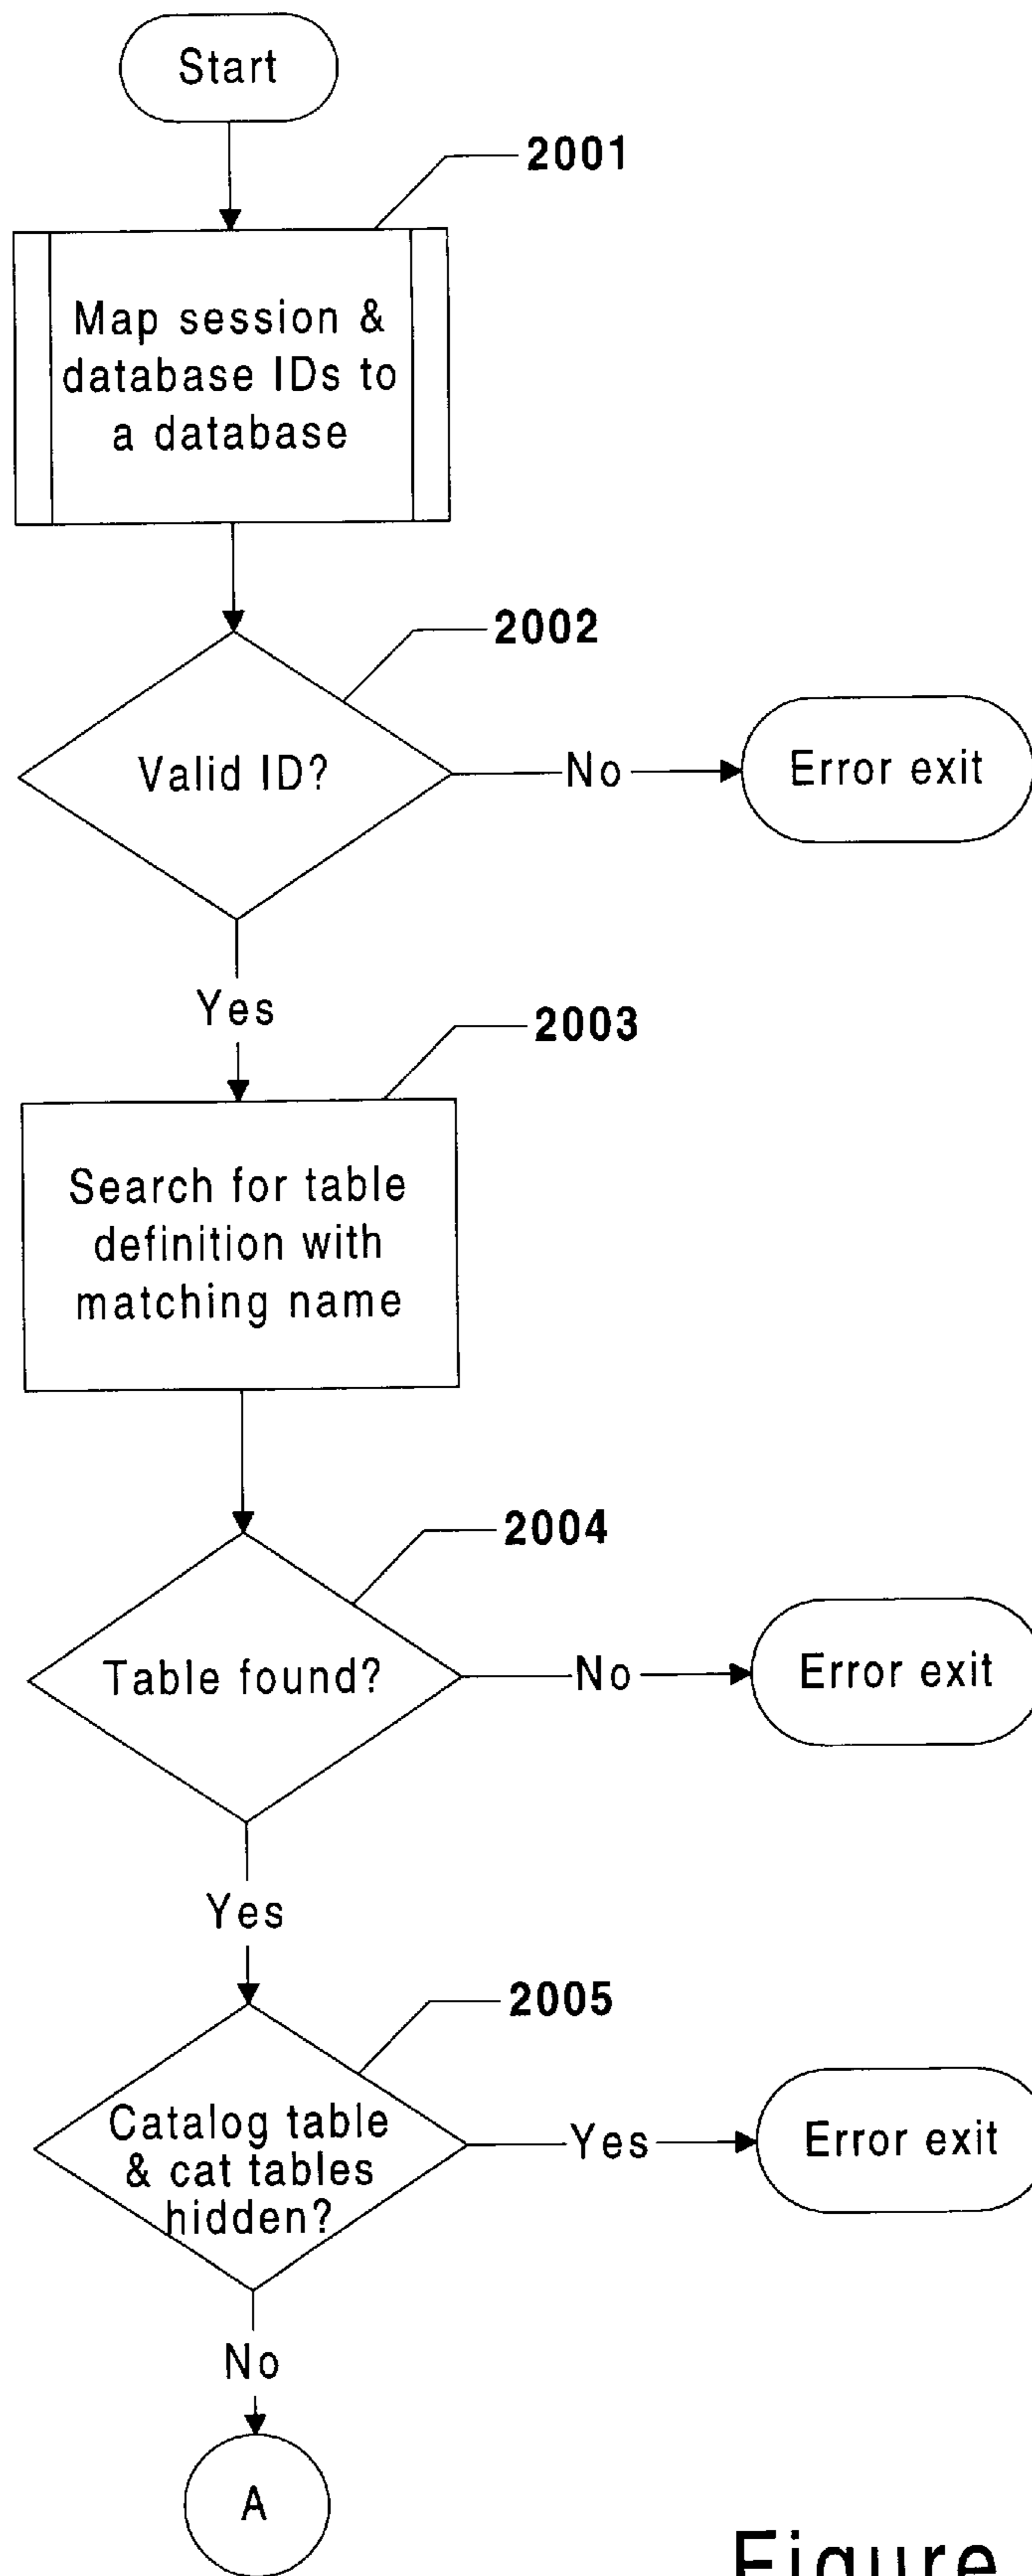 Start
2001
Map session &
database IDs to
a database
2002
Valid ID?
No
Error exit
Yes
2003
Search for table
definition with
matching name
2004
Table found?
No
Error exit
Yes
2005
Catalog table
& cat tables
hidden?
Yes
Error exit
No
A
Figure